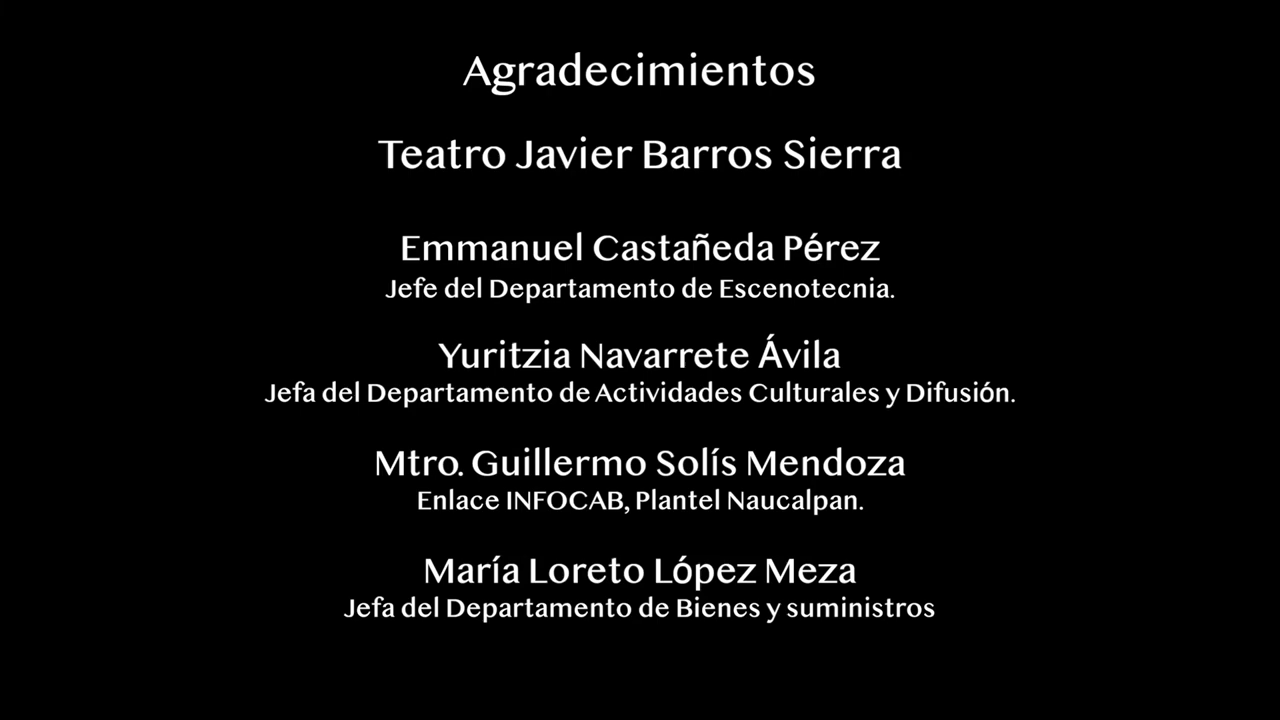 Agradecimientos
Teatro Javier Barros Sierra
Emmanuel Castañeda Pérez
Jefe del Departamento de Escenotecnia.
Yuritzia Navarrete Ávila
Jefa del Departamento de Actividades Culturales y Difusión.
Mtro. Guillermo Solís Mendoza
Enlace INFOCAB, Plantel Naucalpan.
María Loreto López Meza
Jefa del Departamento de Bienes y suministros